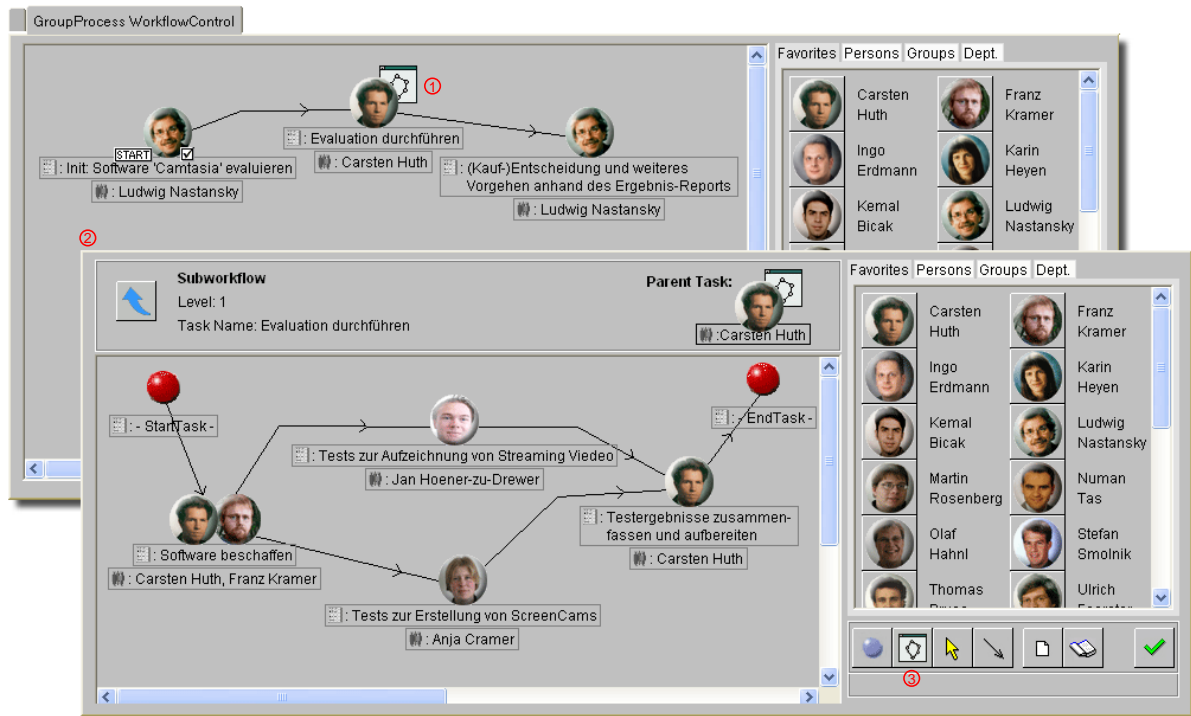 GroupProcess WorkflowControl
Favorites Persons Groups Dept.
①
START
: Init: Software 'Camtasia' evaluieren
: Ludwig Nastansky
: Evaluation durchführen
: Carsten Huth
: (Kauf-)Entscheidung und weiteres
Vorgehen anhand des Ergebnis-Reports
: Ludwig Nastansky
Carsten
Huth
Franz
Kramer
Ingo
Erdmann
Karin
Heyen
Kemal
Bicak
Ludwig
Nastansky
②
Subworkflow
Level: 1
Task Name: Evaluation durchführen
Parent Task:
:Carsten Huth
: - StartTask -
: - EndTask -
: Tests zur Aufzeichnung von Streaming Viedeo
: Jan Hoener-zu-Drewer
: Software beschaffen
: Carsten Huth, Franz Kramer
: Testergebnisse zusammen-
fassen und aufbereiten
: Carsten Huth
: Tests zur Erstellung von ScreenCams
: Anja Cramer
Favorites Persons Groups Dept.
Carsten
Huth
Franz
Kramer
Ingo
Erdmann
Karin
Heyen
Kemal
Bicak
Ludwig
Nastansky
Martin
Rosenberg
Numan
Tas
Olaf
Hahnl
Stefan
Smolnik
Thomas
Ulrich
③